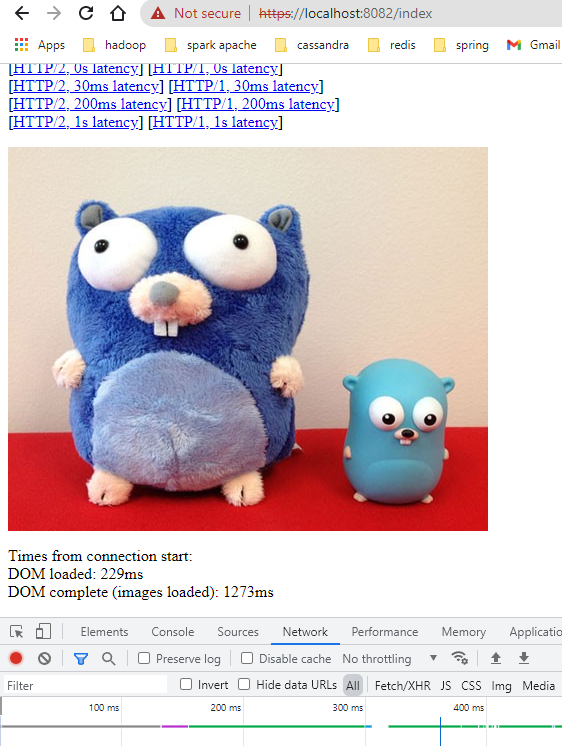 Not secure | https://localhost:8082/index
Apps hadoop spark apache cassandra redis spring Gmail
[HTTP/2, 0s latency] [HTTP/1, 0s latency]
[HTTP/2, 30ms latency] [HTTP/1, 30ms latency]
[HTTP/2, 200ms latency] [HTTP/1, 200ms latency]
[HTTP/2, 1s latency] [HTTP/1, 1s latency]
Times from connection start:
DOM loaded: 229ms
DOM complete (images loaded): 1273ms
Elements Console Sources Network Performance Memory Applicatio
Preserve log Disable cache No throttling
Filter Invert Hide data URLs All Fetch/XHR JS CSS Img Media
100 ms 200 ms 300 ms 400 ms